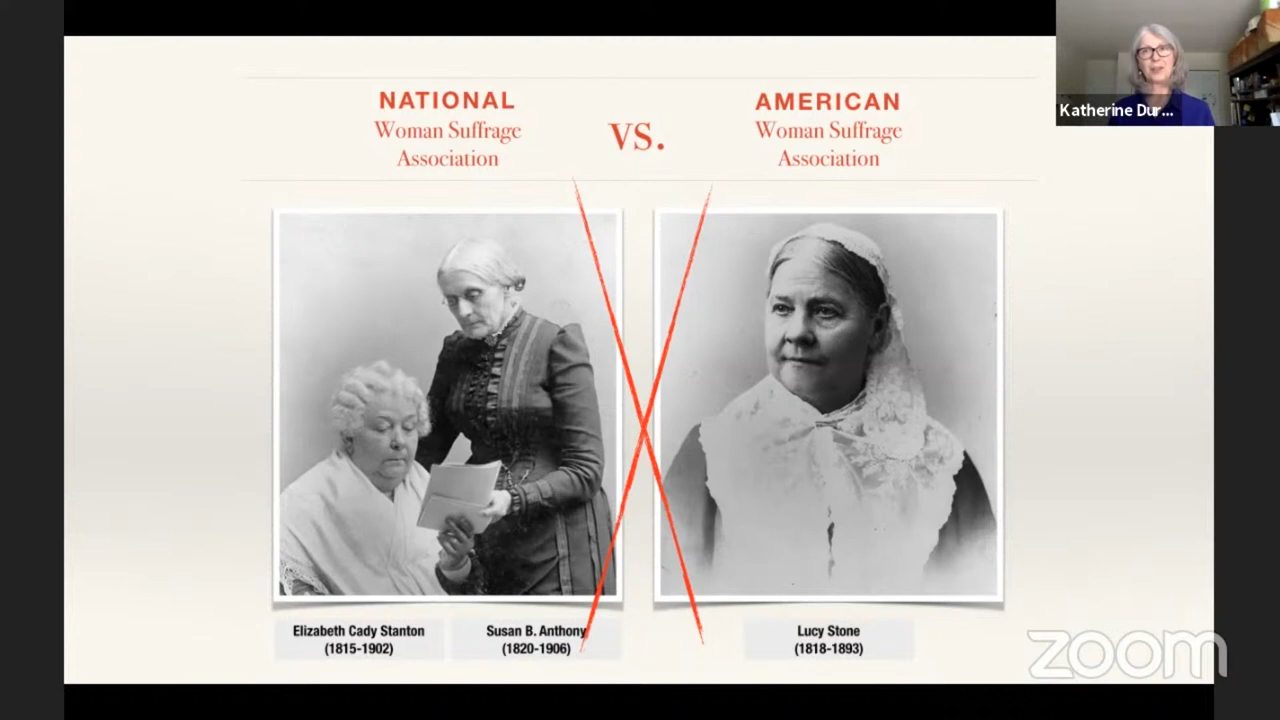 NATIONAL
Woman Suffrage
Association
VS.
AMERICAN
Woman Suffrage
Association
Katherine Dur...
Elizabeth Cady Stanton
(1815-1902)
Susan B. Anthony
(1820-1906)
Lucy Stone
(1818-1893)
zoom